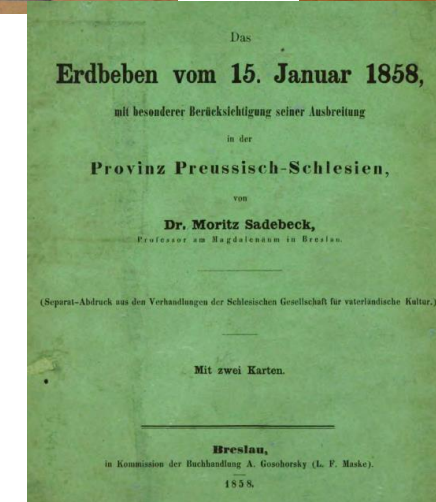 Das
Erdbeben vom 15. Januar 1858,
mit besonderer Berücksichtigung seiner Ausbreitung
in der
Provinz Preussisch-Schlesien,
von
Dr. Moritz Sadebeck,
Professor am Magdalenäum in Breslau.
(Separat-Abdruck aus den Verhandlungen der Schlesischen Gesellschaft für vaterländische Kultur.)
Mit zwei Karten.
Breslau,
in Kommission der Buchhandlung A. Gosohorsky (L. F. Maske).
1858.